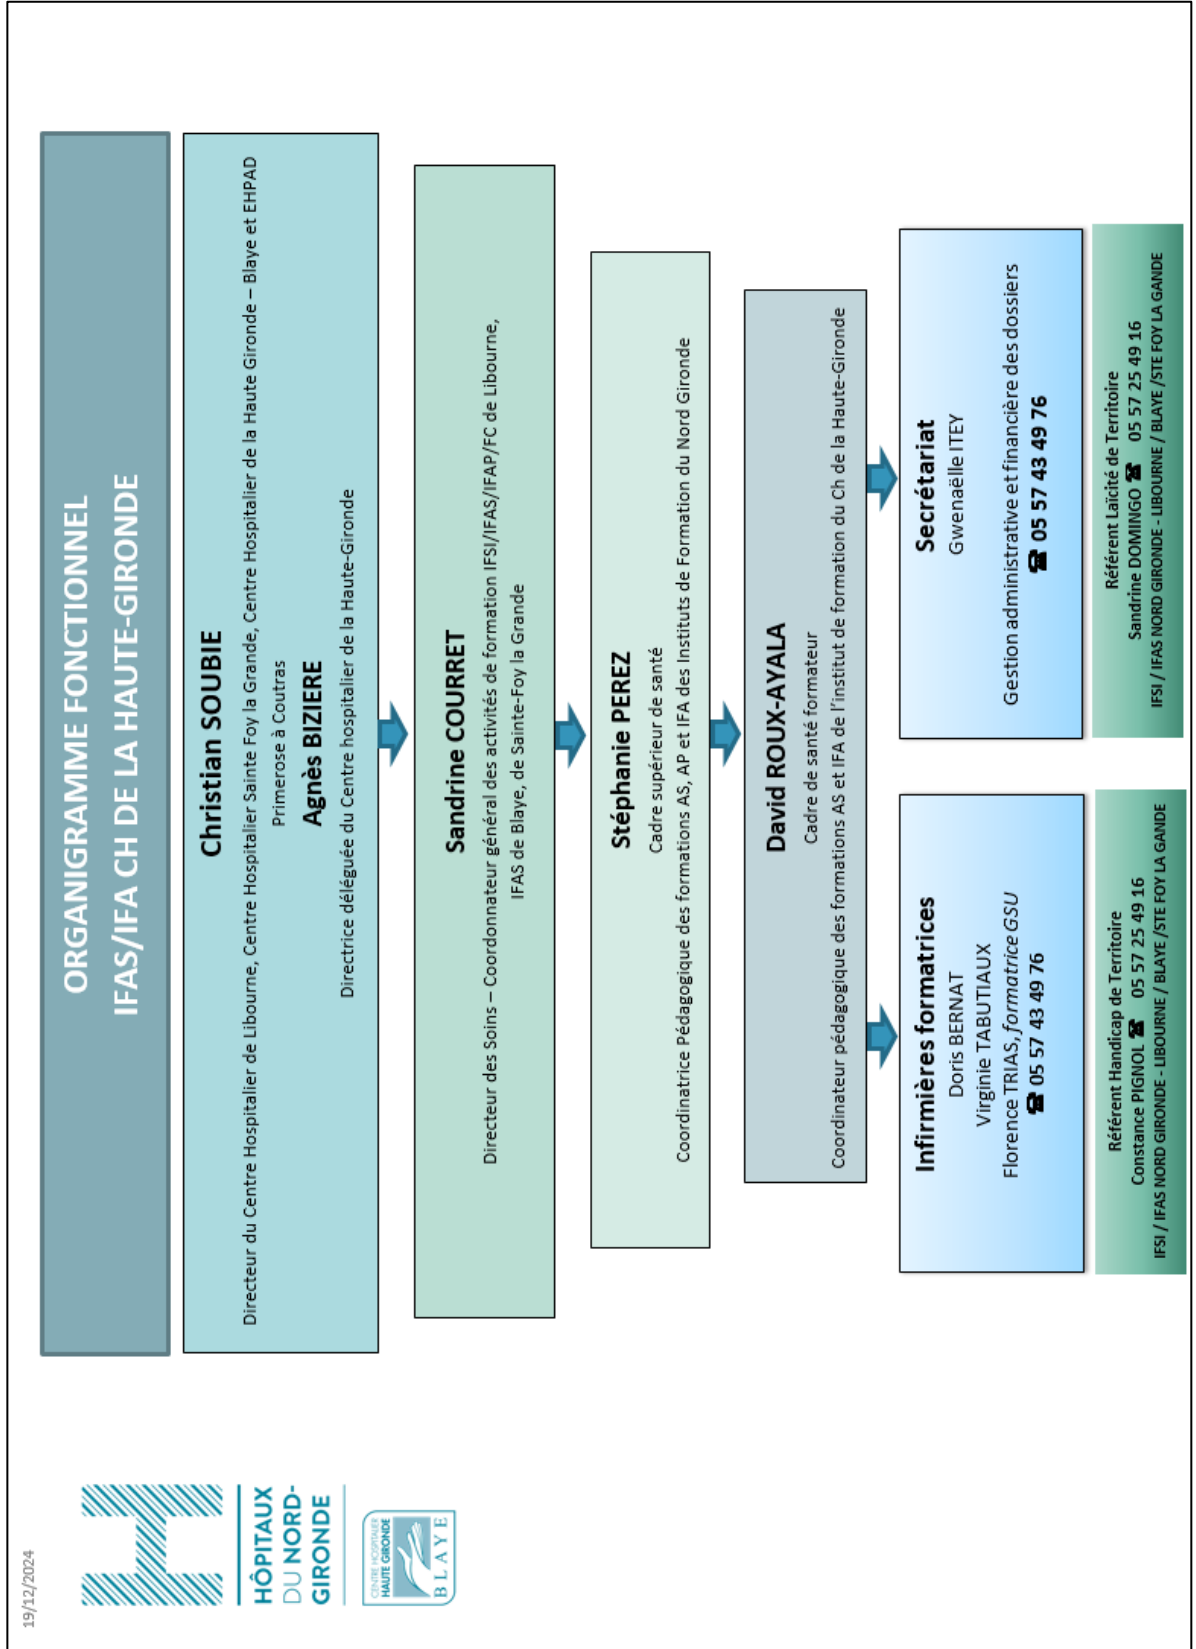 19/12/2024
HÔPITAUX
DU NORD-
GIRONDE
CENTRE HOSPITALIER
HAUTE GIRONDE
BLAYE
ORGANIGRAMME FONCTIONNEL
IFAS/IFA CH DE LA HAUTE-GIRONDE
Christian SOUBIE
Directeur du Centre Hospitalier de Libourne, Centre Hospitalier Sainte Foy la Grande, Centre Hospitalier de la Haute Gironde – Blaye et EHPAD
Primerose à Coutras
Agnès BIZIERE
Directrice déléguée du Centre hospitalier de la Haute-Gironde
Sandrine COURRET
Directeur des Soins – Coordonnateur général des activités de formation IFSI/IFAS/IFAP/FC de Libourne,
IFAS de Blaye, de Sainte-Foy la Grande
Stéphanie PEREZ
Cadre supérieur de santé
Coordinatrice Pédagogique des formations AS, AP et IFA des Instituts de Formation du Nord Gironde
David ROUX-AYALA
Cadre de santé formateur
Coordinateur pédagogique des formations AS et IFA de l'institut de formation du Ch de la Haute-Gironde
Infirmières formatrices
Doris BERNAT
Virginie TABUTIAUX
Florence TRIAS, formatrice GSU
☎ 05 57 43 49 76
Secrétariat
Gwenaëlle ITEY
Gestion administrative et financière des dossiers
☎ 05 57 43 49 76
Référent Handicap de Territoire
Constance PIGNOL ☎ 05 57 25 49 16
IFSI / IFAS NORD GIRONDE - LIBOURNE / BLAYE /STE FOY LA GANDE
Référent Laïcité de Territoire
Sandrine DOMINGO ☎ 05 57 25 49 16
IFSI / IFAS NORD GIRONDE - LIBOURNE / BLAYE /STE FOY LA GANDE